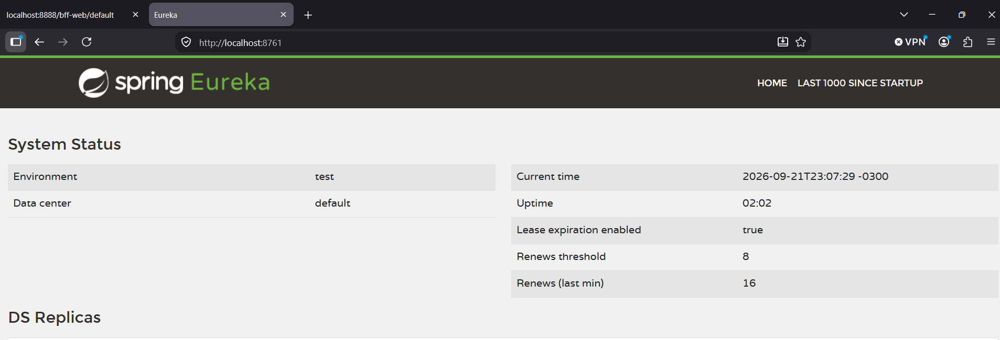 localhost:8888/bff-web/default
Eureka
http://localhost:8761
VPN
spring Eureka
HOME
LAST 1000 SINCE STARTUP
System Status
Environment test
Data center default
Current time 2026-09-21T23:07:29 -0300
Uptime 02:02
Lease expiration enabled true
Renews threshold 8
Renews (last min) 16
DS Replicas